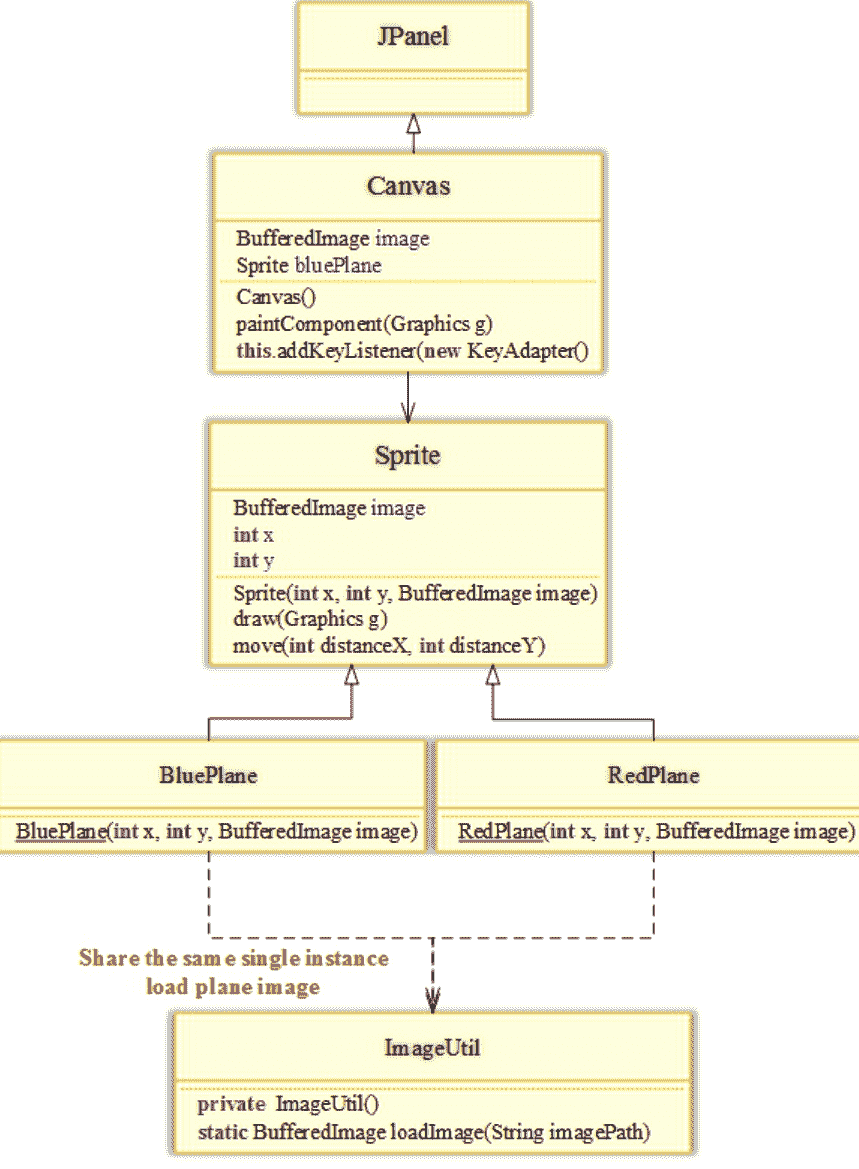 JPanel
Canvas
BufferedImage image
Sprite bluePlane
Canvas()
paintComponent(Graphics g)
this.addKeyListener(new KeyAdapter()
Sprite
BufferedImage image
int x
int y
Sprite(int x, int y, BufferedImage image)
draw(Graphics g)
move(int distanceX, int distanceY)
BluePlane
BluePlane(int x, int y, BufferedImage image)
RedPlane
RedPlane(int x, int y, BufferedImage image)
Share the same single instance
load plane image
ImageUtil
private ImageUtil()
static BufferedImage loadImage(String imagePath)